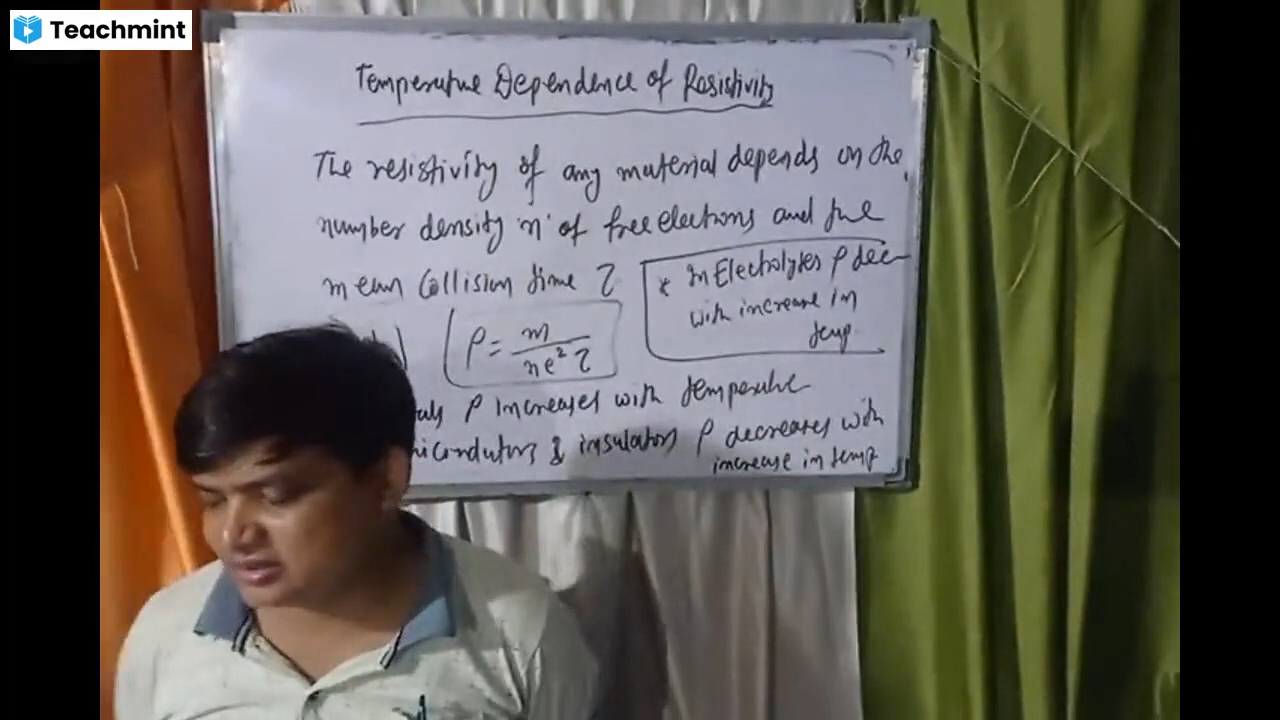 Teachmint
Temperature Dependence of Resistivity
The resistivity of any material depends on the
number density 'n' of free electrons and the
mean Collision time τ
* In Electrolytes ρ dec
with increase in
temp
ρ = m / ne² τ
ρ increases with temperature
& insulators ρ decreases with
increase in temp